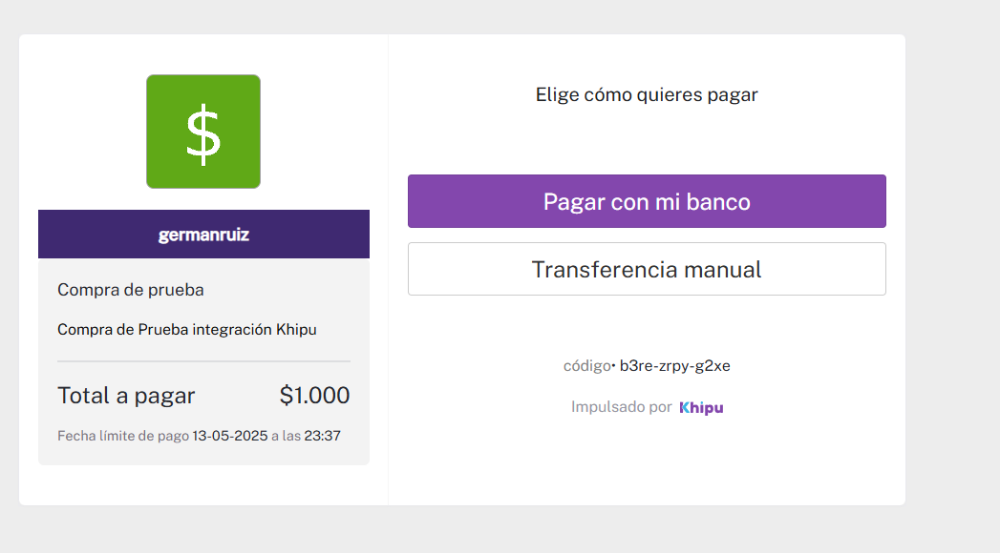 $
germanruiz
Compra de prueba
Compra de Prueba integración Khipu
Total a pagar $1.000
Fecha límite de pago 13-05-2025 a las 23:37
Elige cómo quieres pagar
Pagar con mi banco
Transferencia manual
código• b3re-zrpy-g2xe
Impulsado por Khipu